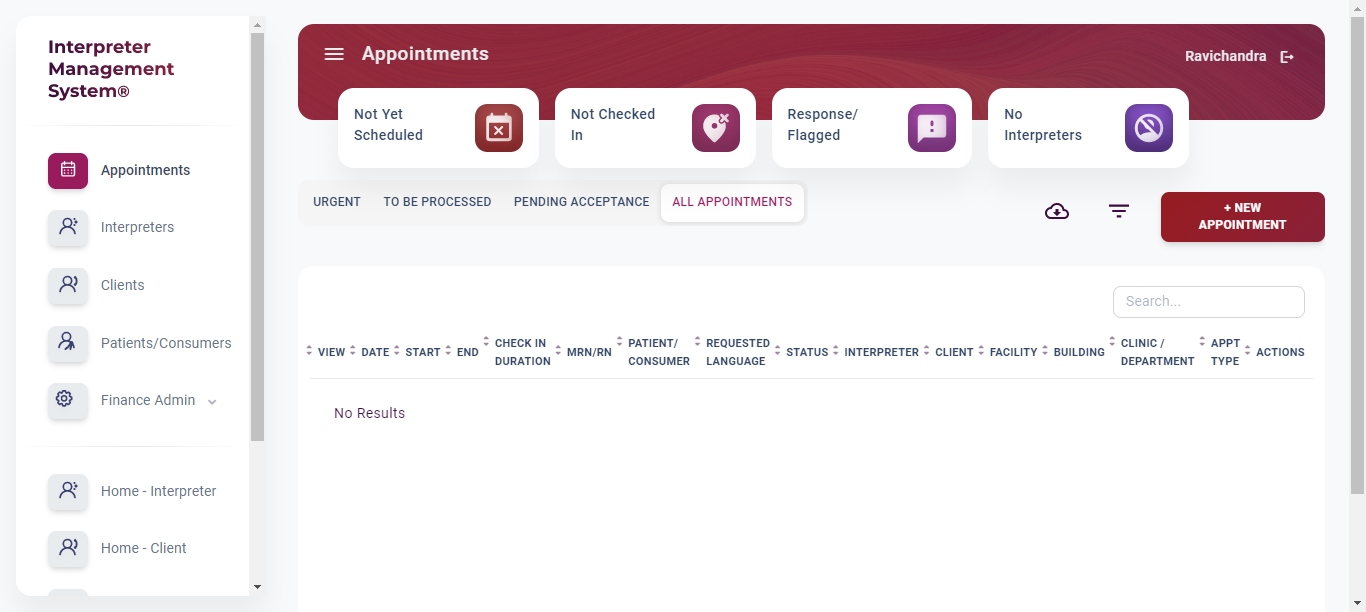 Interpreter
Management
System®
Appointments
Interpreters
Clients
Patients/Consumers
Finance Admin
Home - Interpreter
Home - Client
Appointments
Ravichandra
Not Yet
Scheduled
Not Checked
In
Response/
Flagged
No
Interpreters
URGENT
TO BE PROCESSED
PENDING ACCEPTANCE
ALL APPOINTMENTS
+ NEW
APPOINTMENT
Search...
VIEW
DATE
START
END
CHECK IN
DURATION
MRN/RN
PATIENT/
CONSUMER
REQUESTED
LANGUAGE
STATUS
INTERPRETER
CLIENT
FACILITY
BUILDING
CLINIC /
DEPARTMENT
APPT
TYPE
ACTIONS
No Results